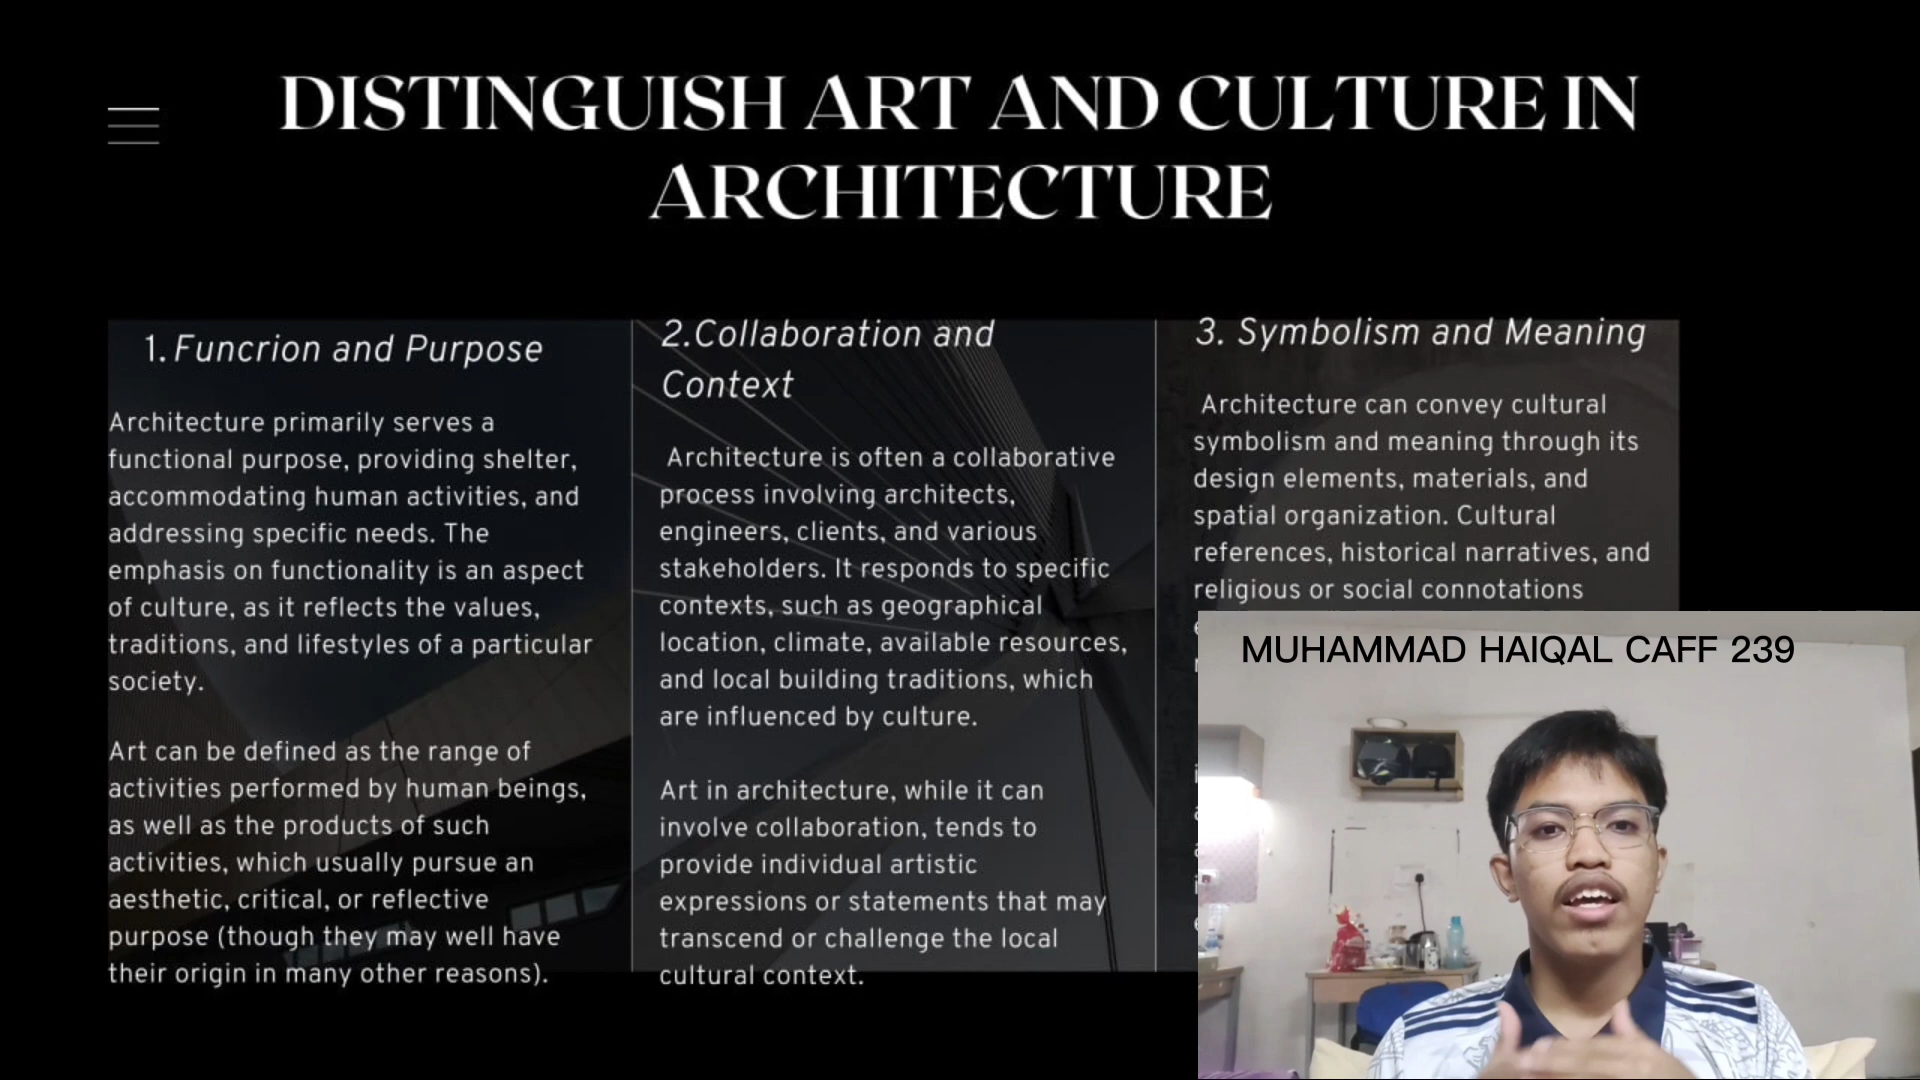 DISTINGUISH ART AND CULTURE IN
ARCHITECTURE
1. Funcrion and Purpose
Architecture primarily serves a
functional purpose, providing shelter,
accommodating human activities, and
addressing specific needs. The
emphasis on functionality is an aspect
of culture, as it reflects the values,
traditions, and lifestyles of a particular
society.
Art can be defined as the range of
activities performed by human beings,
as well as the products of such
activities, which usually pursue an
aesthetic, critical, or reflective
purpose (though they may well have
their origin in many other reasons).
2.Collaboration and
Context
Architecture is often a collaborative
process involving architects,
engineers, clients, and various
stakeholders. It responds to specific
contexts, such as geographical
location, climate, available resources,
and local building traditions, which
are influenced by culture.
Art in architecture, while it can
involve collaboration, tends to
provide individual artistic
expressions or statements that may
transcend or challenge the local
cultural context.
3. Symbolism and Meaning
Architecture can convey cultural
symbolism and meaning through its
design elements, materials, and
spatial organization. Cultural
references, historical narratives, and
religious or social connotations
MUHAMMAD HAIQAL CAFF 239